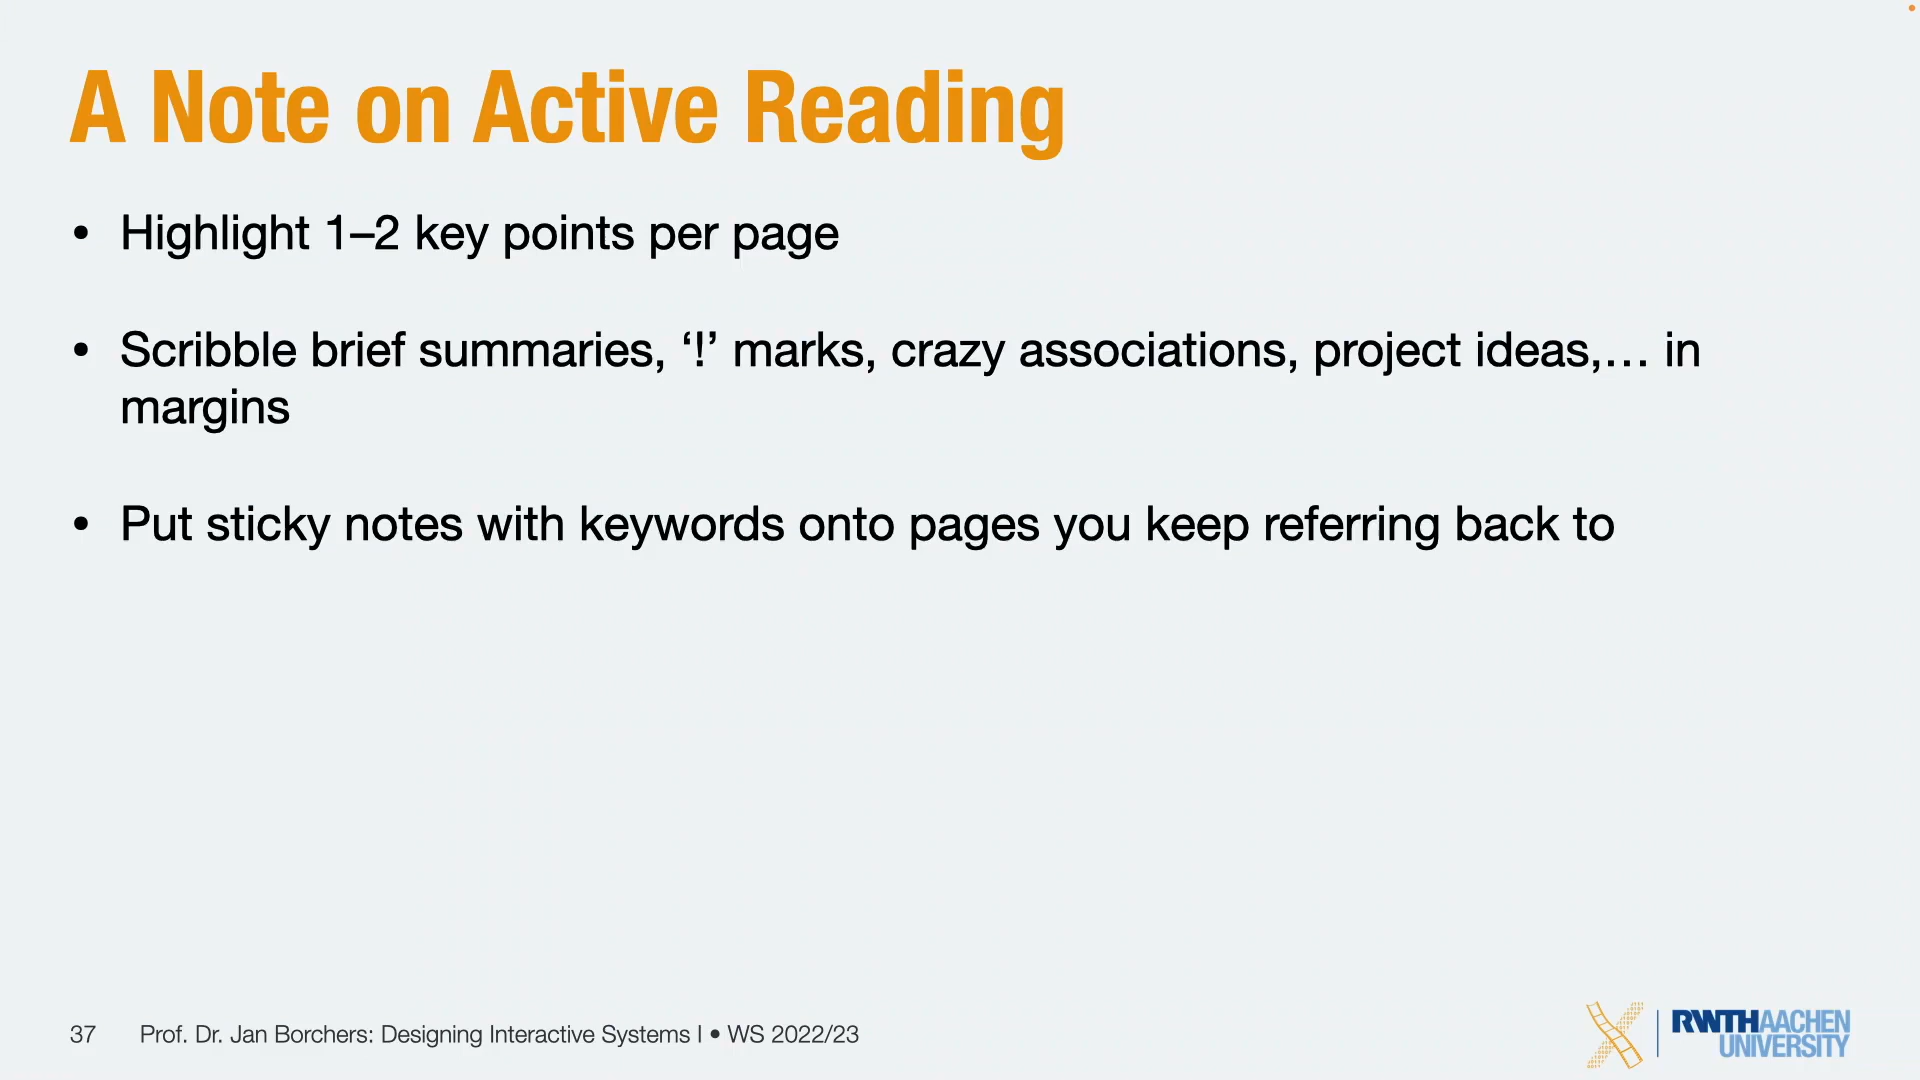 A Note on Active Reading
• Highlight 1–2 key points per page
• Scribble brief summaries, ‘!’ marks, crazy associations, project ideas,… in
margins
• Put sticky notes with keywords onto pages you keep referring back to
37 Prof. Dr. Jan Borchers: Designing Interactive Systems I • WS 2022/23
RWTHAACHEN
UNIVERSITY